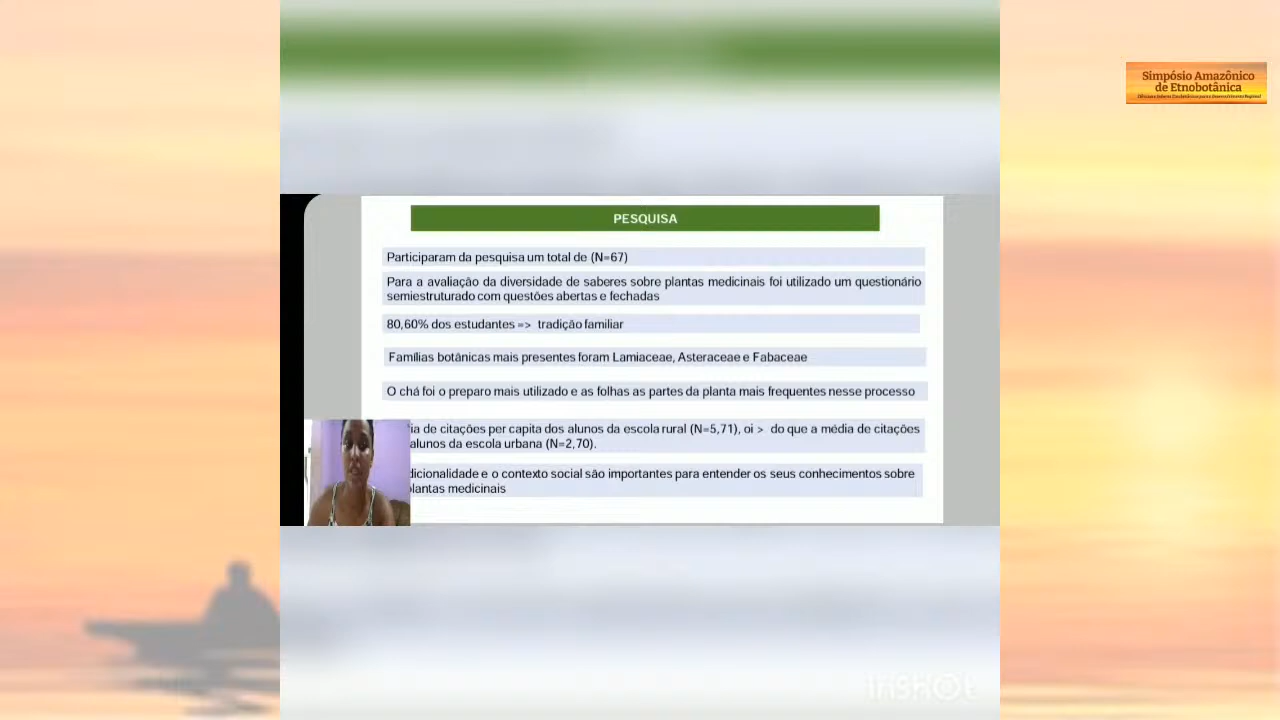 Simpósio Amazônico
de Etnobotânica
PESQUISA
Participaram da pesquisa um total de (N=67)
Para a avaliação da diversidade de saberes sobre plantas medicinais foi utilizado um questionário
semiestruturado com questões abertas e fechadas
80,60% dos estudantes => tradição familiar
Famílias botânicas mais presentes foram Lamiaceae, Asteraceae e Fabaceae
O chá foi o preparo mais utilizado e as folhas as partes da planta mais frequentes nesse processo
de citações per capita dos alunos da escola rural (N=5,71), oi > do que a média de citações
alunos da escola urbana (N=2,70).
e o contexto social são importantes para entender os seus conhecimentos sobre
plantas medicinais